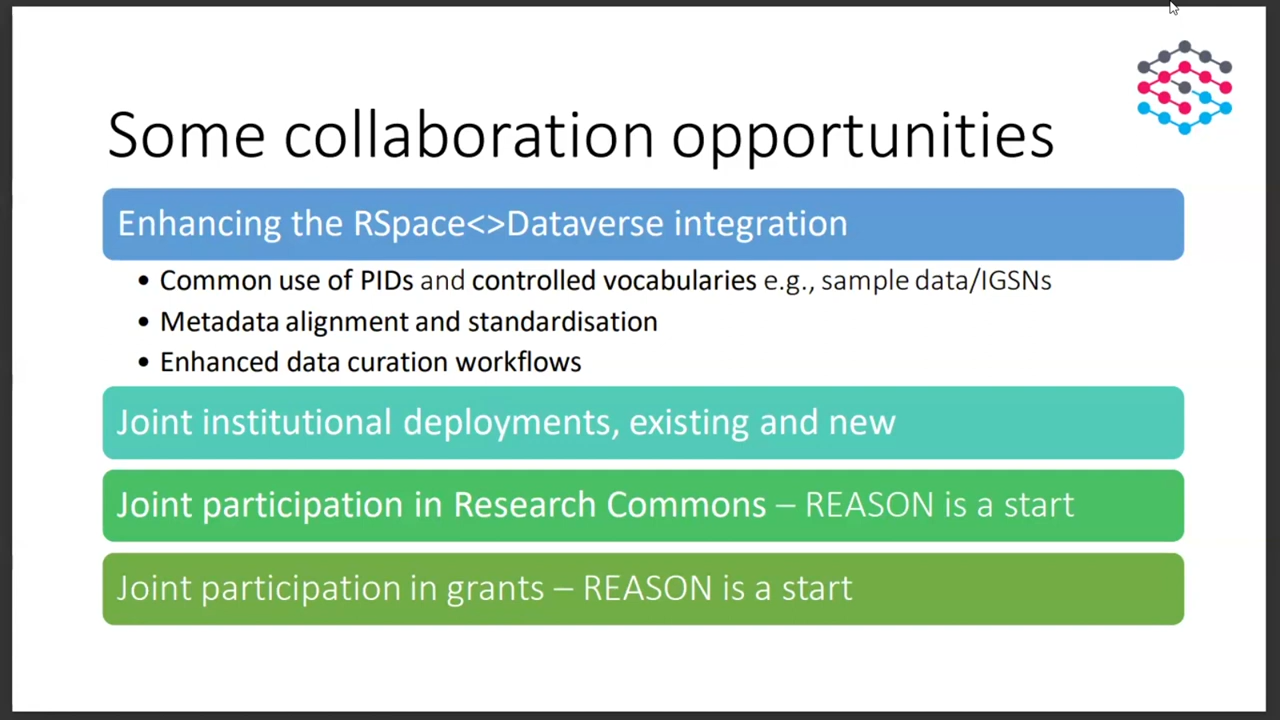 Some collaboration opportunities
Enhancing the RSpace<>Dataverse integration
• Common use of PIDs and controlled vocabularies e.g., sample data/IGSNs
• Metadata alignment and standardisation
• Enhanced data curation workflows
Joint institutional deployments, existing and new
Joint participation in Research Commons – REASON is a start
Joint participation in grants – REASON is a start